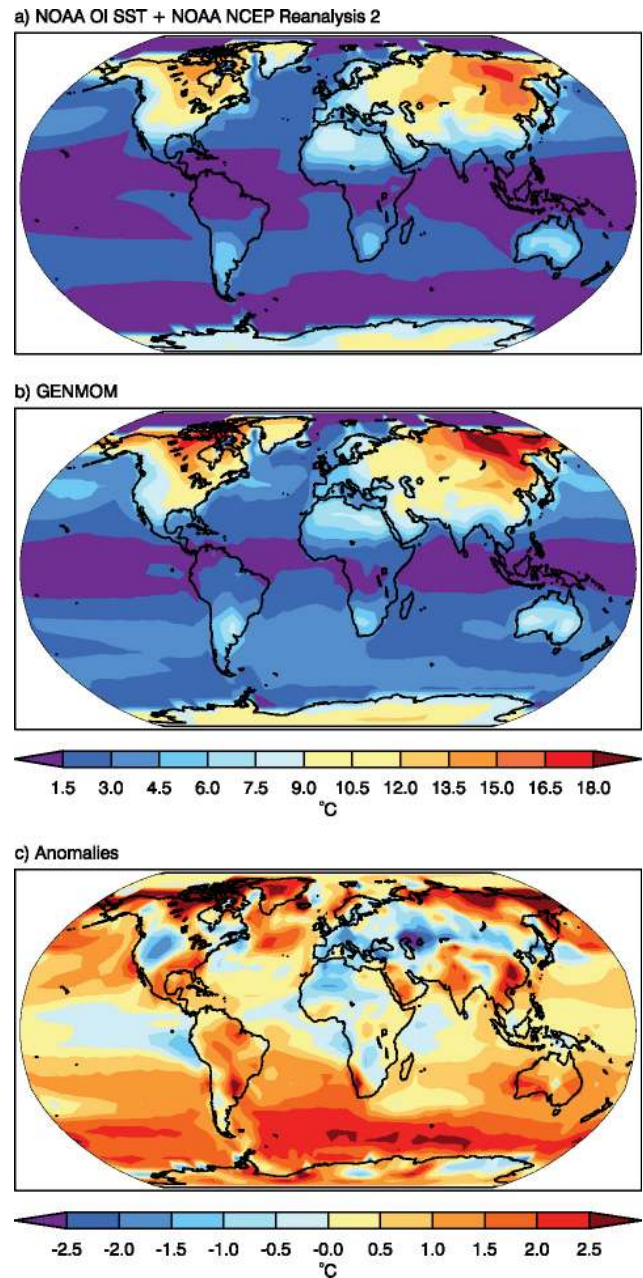 a) NOAA OI SST + NOAA NCEP Reanalysis 2
b) GENMOM
1.5 3.0 4.5 6.0 7.5 9.0 10.5 12.0 13.5 15.0 16.5 18.0
°C
c) Anomalies
-2.5 -2.0 -1.5 -1.0 -0.5 -0.0 0.5 1.0 1.5 2.0 2.5
°C